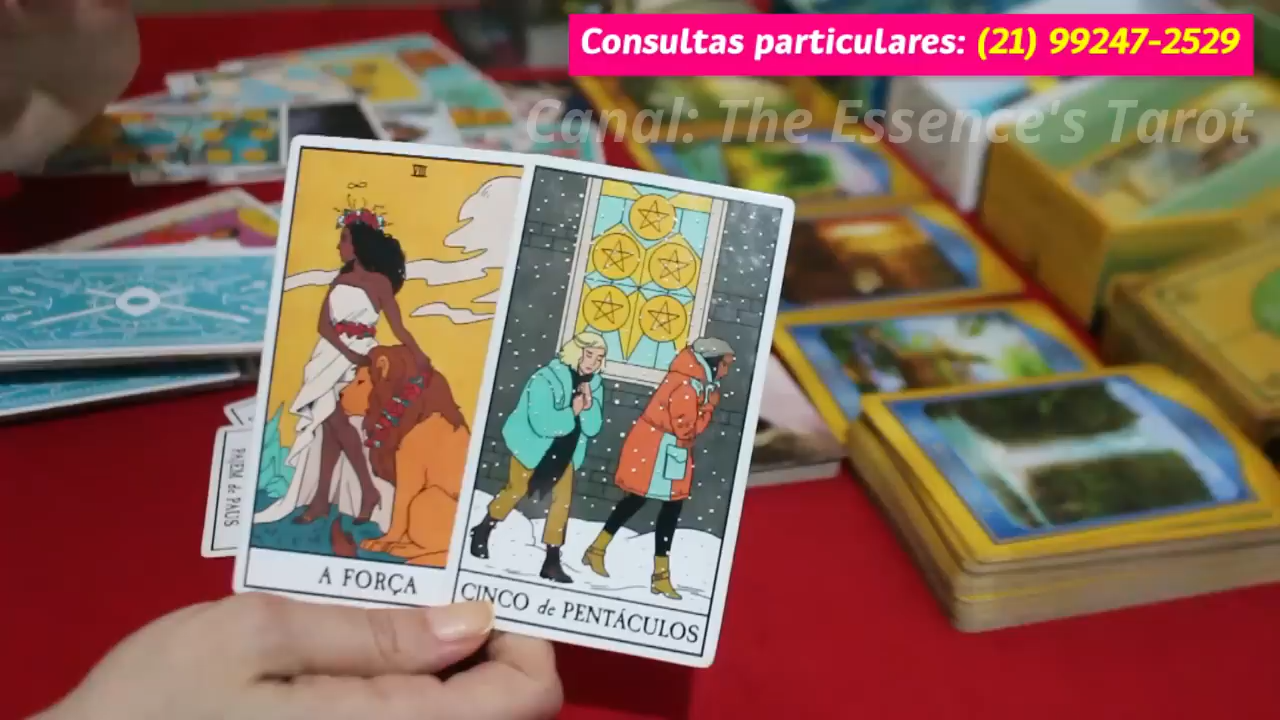 Consultas particulares: (21) 99247-2529
Canal: The Essence's Tarot
VIII
A FORÇA
CINCO de PENTÁCULOS
PAJEM de PAUS